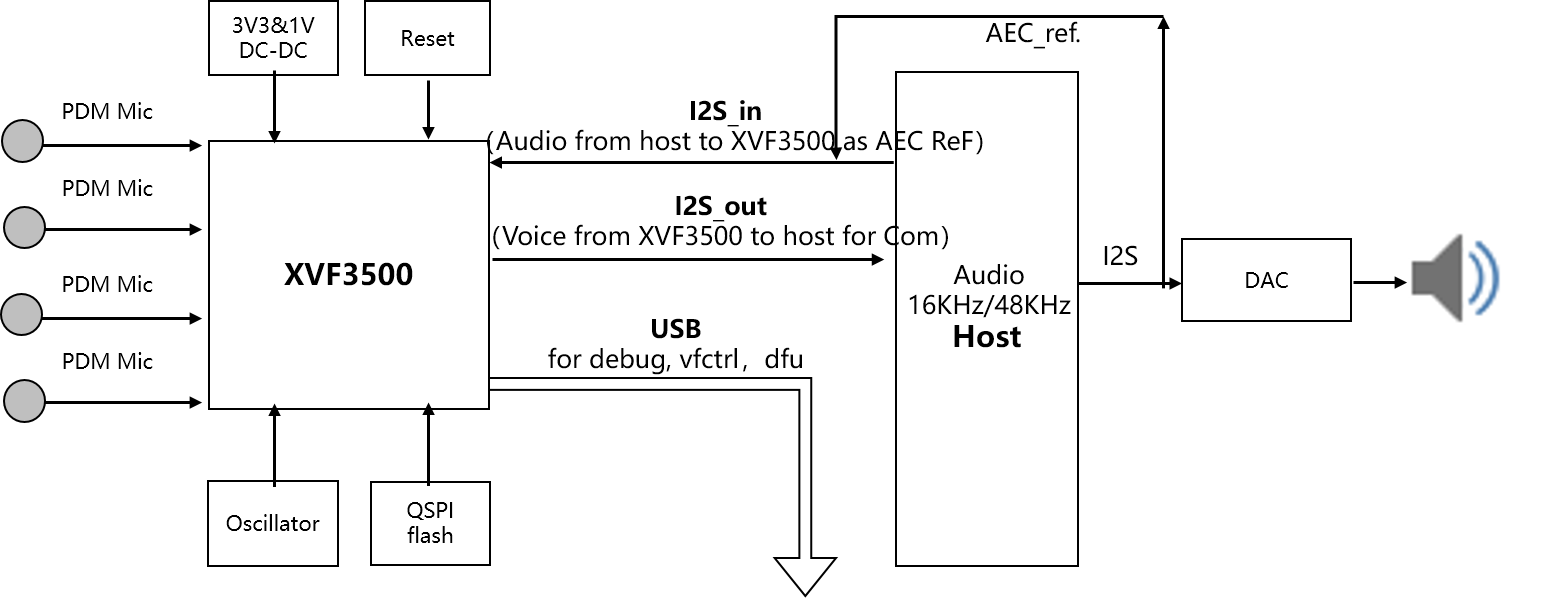 3V3&1V
DC-DC
Reset
AEC_ref.
PDM Mic
I2S_in
(Audio from host to XVF3500 as AEC ReF)
PDM Mic
I2S_out
(Voice from XVF3500 to host for Com)
XVF3500
I2S
Audio
16KHz/48KHz
Host
DAC
PDM Mic
USB
for debug, vfctrl，dfu
PDM Mic
Oscillator
QSPI
flash